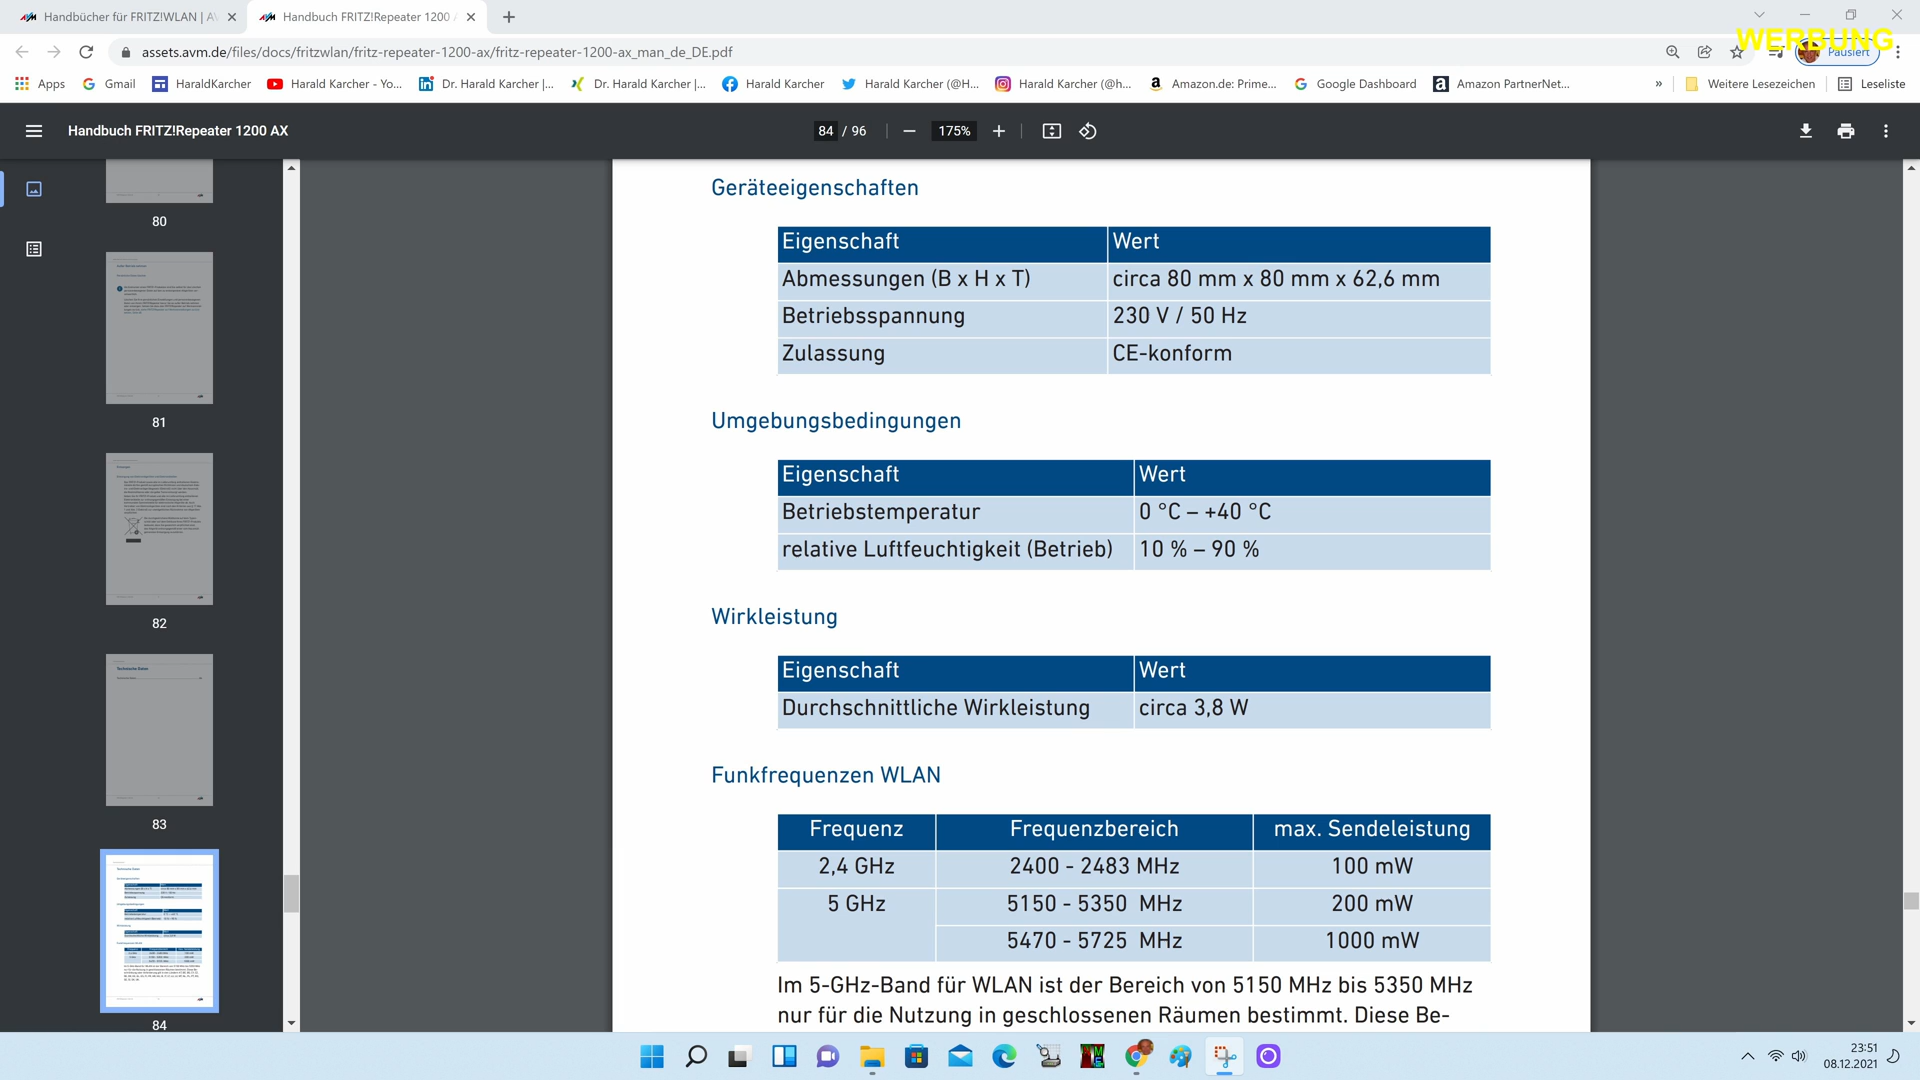 Handbücher für FRITZ!WLAN | AV
Handbuch FRITZ!Repeater 1200 A
WERBUNG
assets.avm.de/files/docs/fritzwlan/fritz-repeater-1200-ax/fritz-repeater-1200-ax_man_de_DE.pdf
Pausiert
Apps
Gmail
HaraldKarcher
Harald Karcher - Yo...
Dr. Harald Karcher |...
Dr. Harald Karcher |...
Harald Karcher
Harald Karcher (@H...
Harald Karcher (@h...
Amazon.de: Prime...
Google Dashboard
Amazon PartnerNet...
»
Weitere Lesezeichen
Leseliste
Handbuch FRITZ!Repeater 1200 AX
84 / 96
175%
80
81
82
Technische Daten
83
84
Geräteeigenschaften
Eigenschaft Wert
Abmessungen (B x H x T) circa 80 mm x 80 mm x 62,6 mm
Betriebsspannung 230 V / 50 Hz
Zulassung CE-konform
Umgebungsbedingungen
Eigenschaft Wert
Betriebstemperatur 0 °C – +40 °C
relative Luftfeuchtigkeit (Betrieb) 10 % – 90 %
Wirkleistung
Eigenschaft Wert
Durchschnittliche Wirkleistung circa 3,8 W
Funkfrequenzen WLAN
Frequenz Frequenzbereich max. Sendeleistung
2,4 GHz 2400 - 2483 MHz 100 mW
5 GHz 5150 - 5350 MHz 200 mW
5470 - 5725 MHz 1000 mW
Im 5-GHz-Band für WLAN ist der Bereich von 5150 MHz bis 5350 MHz
nur für die Nutzung in geschlossenen Räumen bestimmt. Diese Be-
23:51
08.12.2021